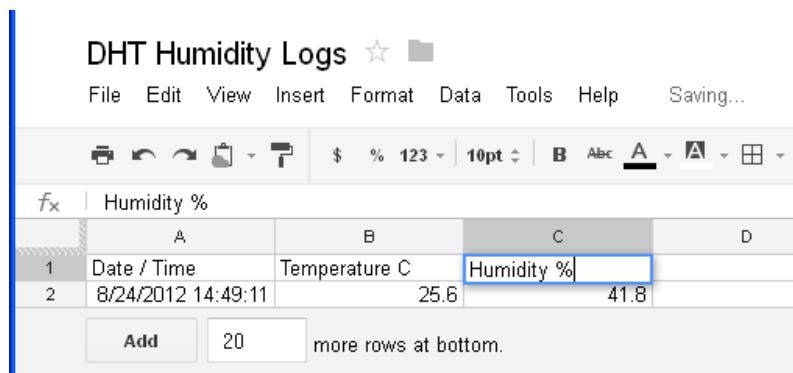 DHT Humidity Logs
File Edit View Insert Format Data Tools Help Saving...
$ % 123 10pt B Abc A A
fx Humidity %
A B C D
1 Date / Time Temperature C Humidity %
2 8/24/2012 14:49:11 25.6 41.8
Add 20 more rows at bottom.